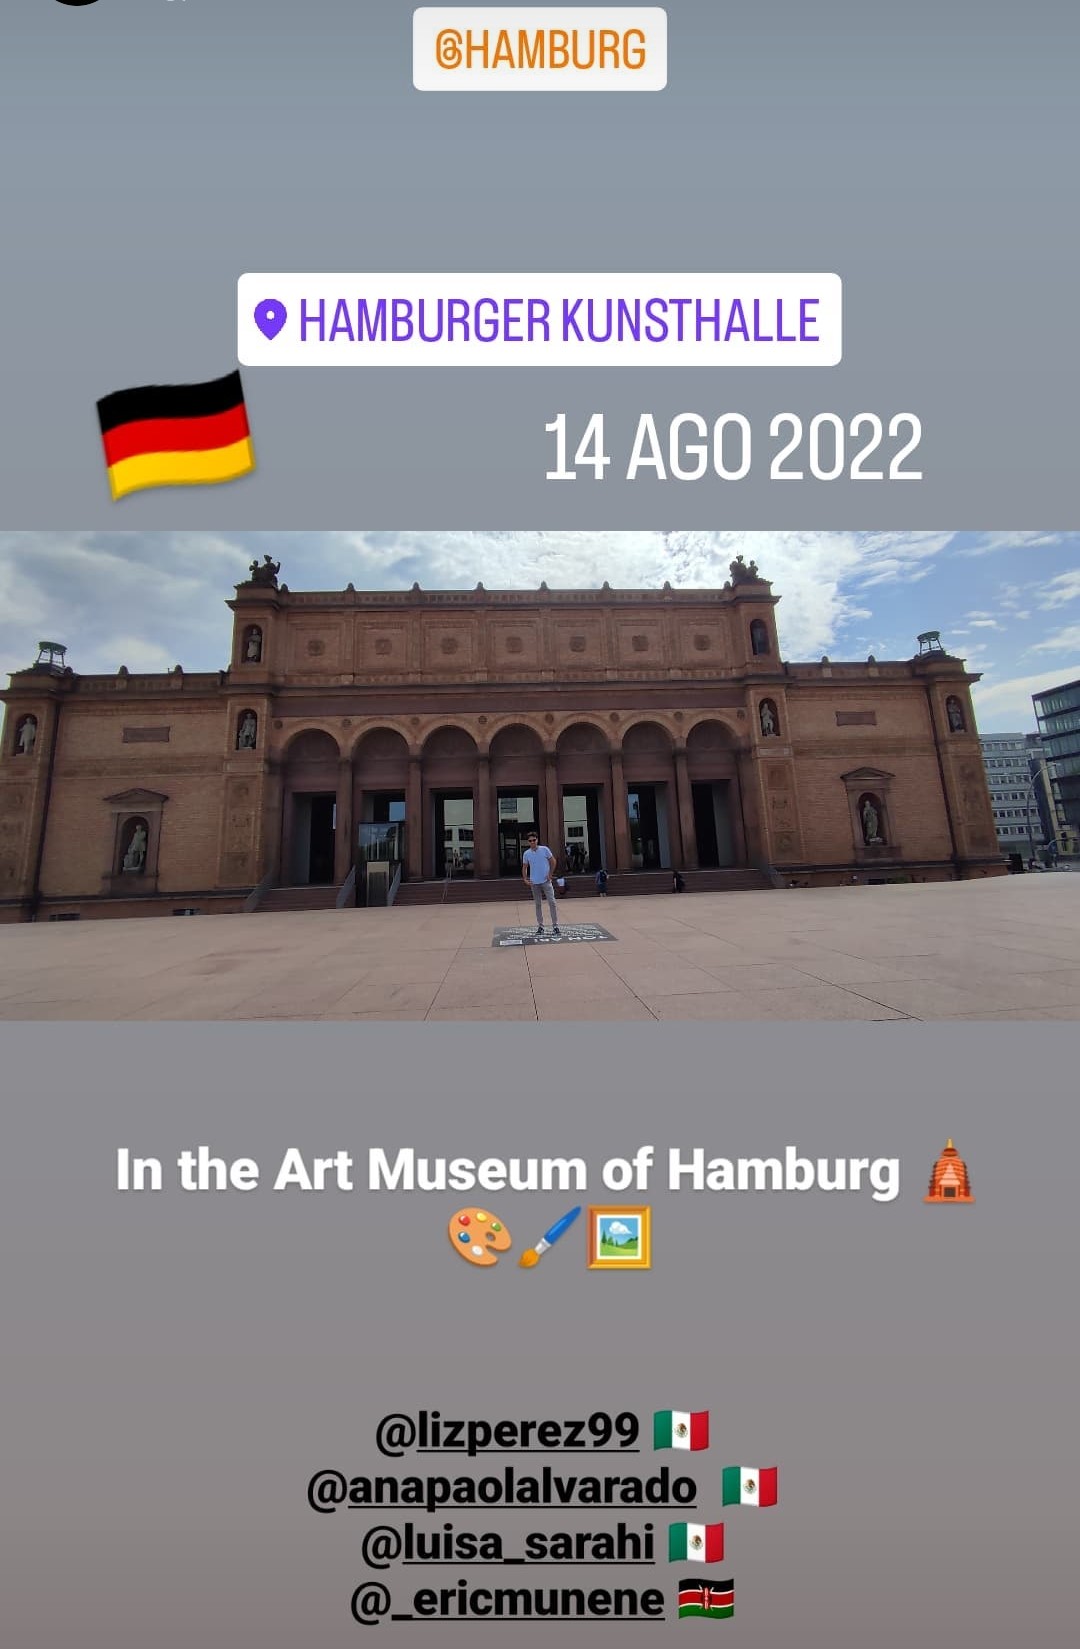 @HAMBURG
HAMBURGER KUNSTHALLE
14 AGO 2022
In the Art Museum of Hamburg
@lizperez99
@anapaolalvarado
@luisa_sarahi
@_ericmunene